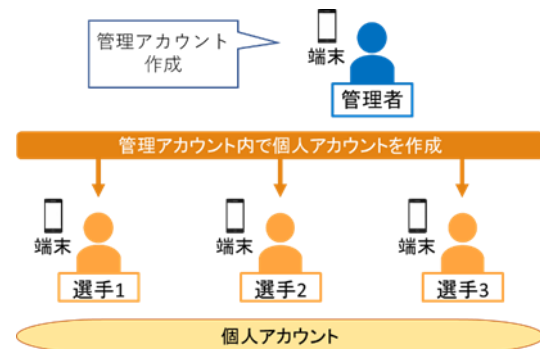 管理アカウント
作成
端末
管理者
管理アカウント内で個人アカウントを作成
端末
端末
端末
選手1
選手2
選手3
個人アカウント